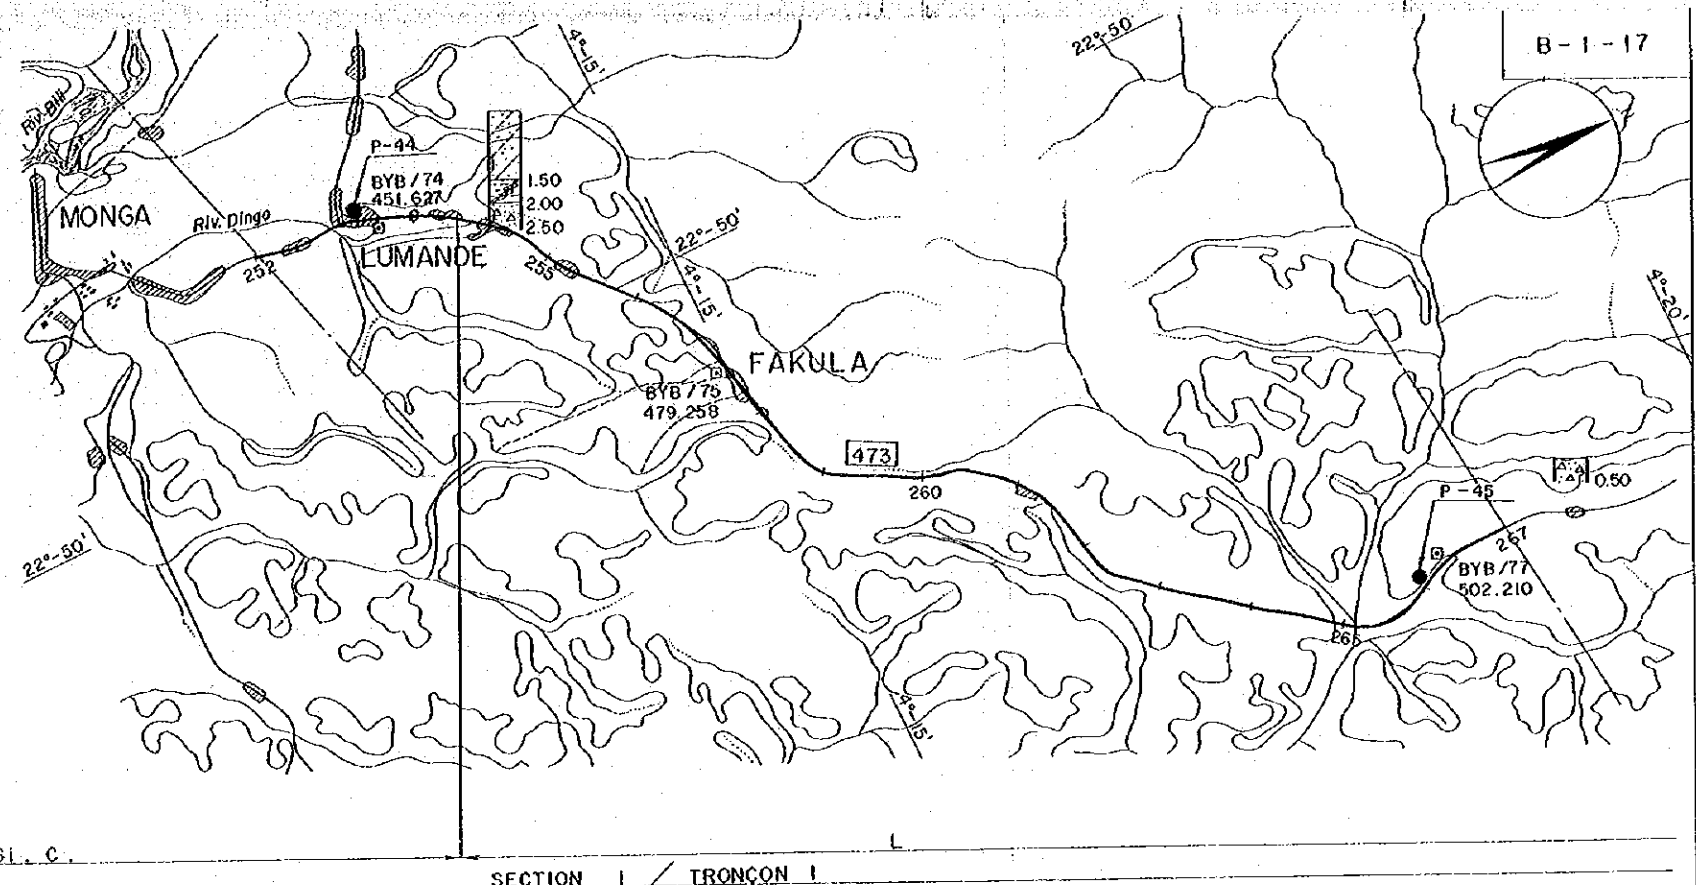 B-1-17
4°-15'
22°-50'
Riv. Bili
P-44
BYB/74
451.627
1.50
2.00
2.50
MONGA
Riv. Dingo
LUMANDE
252
255
22°-50'
4°-15'
4°-20'
FAKULA
BYB/75
479.258
473
260
P-45
0.50
267
BYB/77
502.210
22°-50'
265
4°-15'
L
C.
SECTION 1 / TRONÇON 1